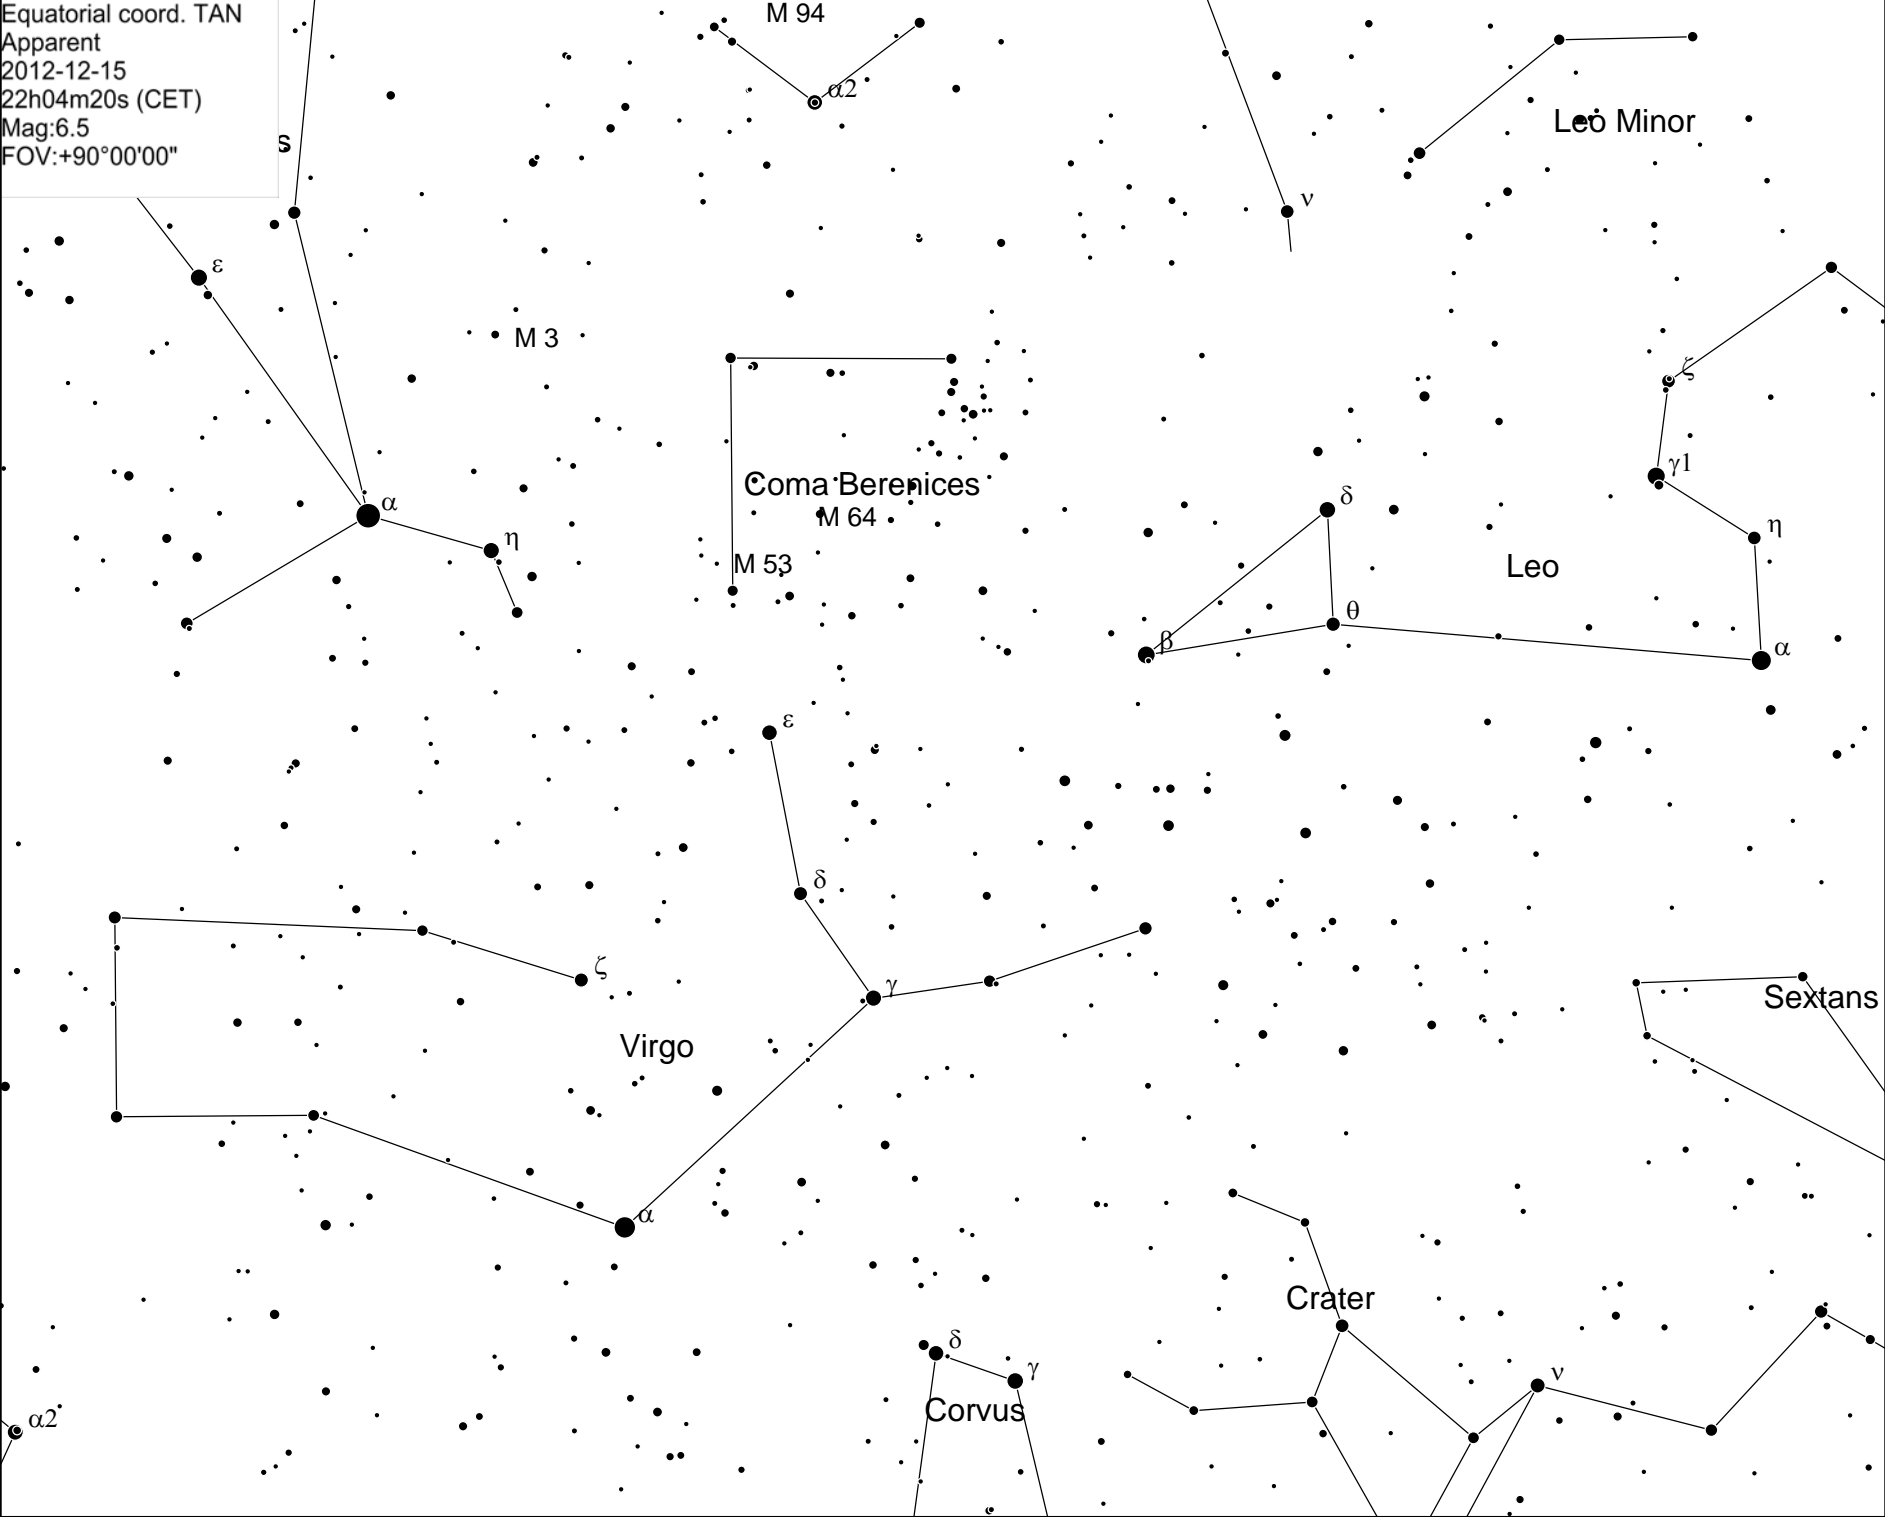 Equatorial coord. TAN
Apparent
2012-12-15
22h04m20s (CET)
Mag:6.5
FOV:+90°00'00"
s
M 94
α2
Leo Minor
ν
ε
M 3
ζ
Coma Berenices
M 64
M 53
α
η
δ
γ1
η
Leo
θ
β
α
ε
δ
ζ
γ
Virgo
Sextans
α
Crater
δ
γ
Corvus
ν
α2